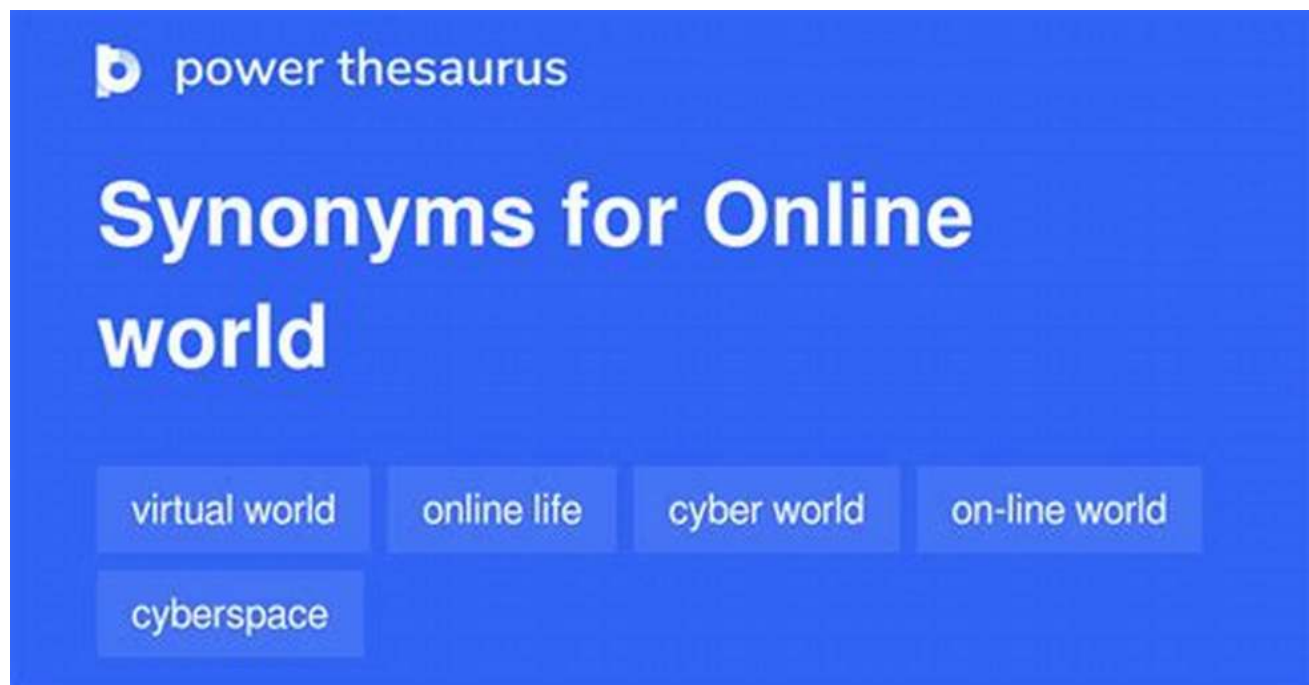 power thesaurus
Synonyms for Online
world
virtual world online life cyber world on-line world
cyberspace